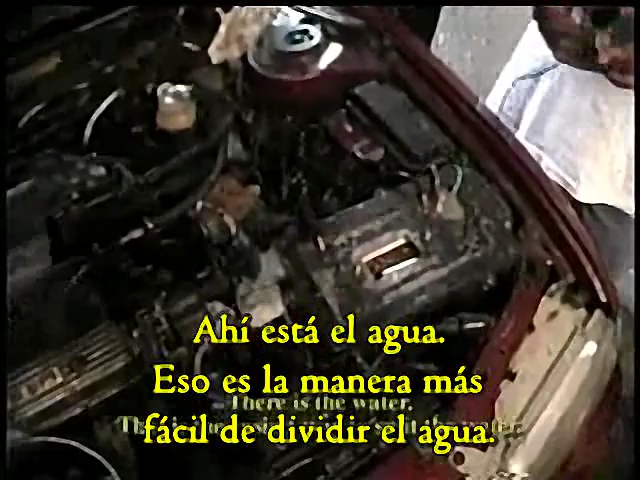 Ahí está el agua.
Eso es la manera más
There is the water.
fácil de dividir el agua.